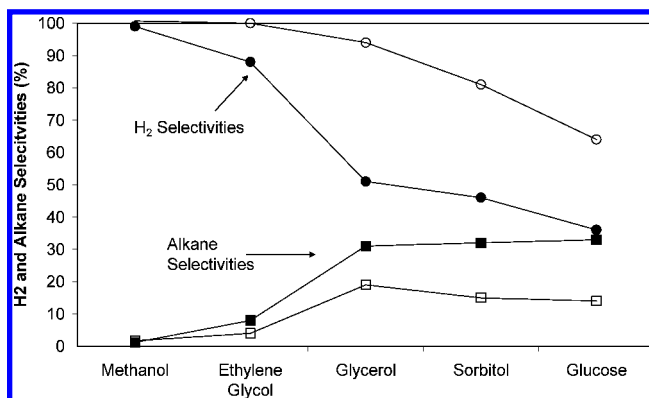 H2 and Alkane Selecitvities (%)
100
90
80
70
60
50
40
30
20
10
0
H2 Selectivities
Alkane
Selectivities
Methanol
Ethylene
Glycol
Glycerol
Sorbitol
Glucose